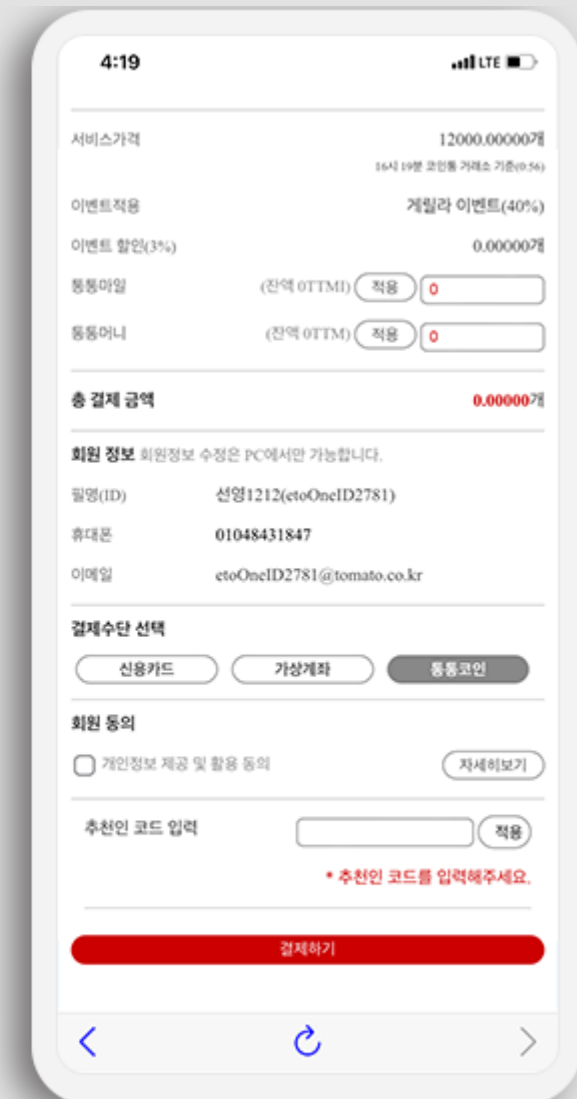 4:19 LTE
서비스가격 12000.00000개
16시 19분 코인통 거래소 기준(0.56)
이벤트적용 게릴라 이벤트(40%)
이벤트 할인(3%) 0.00000개
통통마일 (잔액 0TTMI) 적용 0
통통머니 (잔액 0TTM) 적용 0
총 결제 금액 0.00000개
회원 정보 회원정보 수정은 PC에서만 가능합니다.
필명(ID) 선영1212(etoOneID2781)
휴대폰 01048431847
이메일 etoOneID2781@tomato.co.kr
결제수단 선택
신용카드 가상계좌 통통코인
회원 동의
개인정보 제공 및 활용 동의 자세히보기
추천인 코드 입력 적용
* 추천인 코드를 입력해주세요.
결제하기